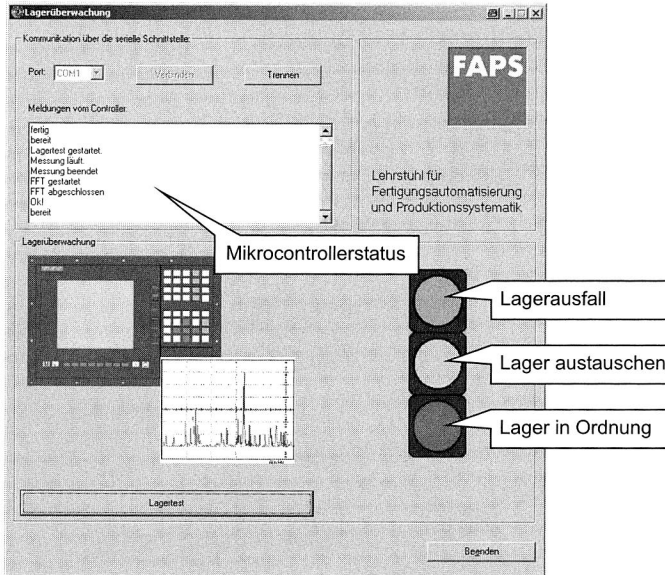 Lagerüberwachung
Kommunikation über die serielle Schnittstelle:
Port: COM1 Verbinden Trennen
FAPS
Meldungen vom Controller:
fertig
bereit
Lagertest gestartet.
Messung läuft.
Messung beendet
FFT gestartet
FFT abgeschlossen
Ok!
bereit
Lehrstuhl für
Fertigungsautomatisierung
und Produktionssystematik
Mikrocontrollerstatus
Lagerüberwachung
Lagerausfall
Lager austauschen
Lager in Ordnung
Lagertest
Beenden